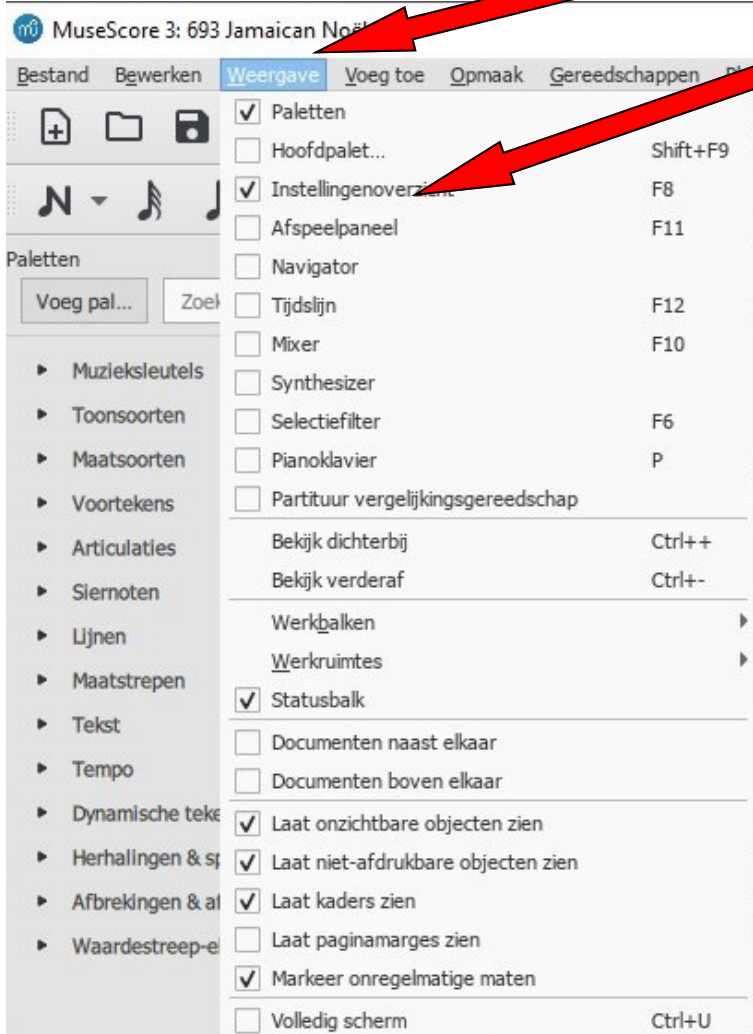 MuseScore 3: 693 Jamaican Noël
Bestand Bewerken Weergave Voeg toe Opmaak Gereedschappen
Paletten
Voeg pal... Zoek
Muzieksleutels
Toonsoorten
Maatsoorten
Voortekens
Articulaties
Siernoten
Lijnen
Maatstrepen
Tekst
Tempo
Dynamische teke
Herhalingen & sp
Afbrekingen & af
Waardestreep-e
Paletten
Hoofdpalet... Shift+F9
Instellingenoverzicht F8
Afspeelpaneel F11
Navigator
Tijdslijn F12
Mixer F10
Synthesizer
Selectiefilter F6
Pianoklavier P
Partituur vergelijkingsgereedschap
Bekijk dichterbij Ctrl++
Bekijk verderaf Ctrl+-
Werkbalken
Werkruimtes
Statusbalk
Documenten naast elkaar
Documenten boven elkaar
Laat onzichtbare objecten zien
Laat niet-afdrukbare objecten zien
Laat kaders zien
Laat paginamarges zien
Markeer onregelmatige maten
Volledig scherm Ctrl+U